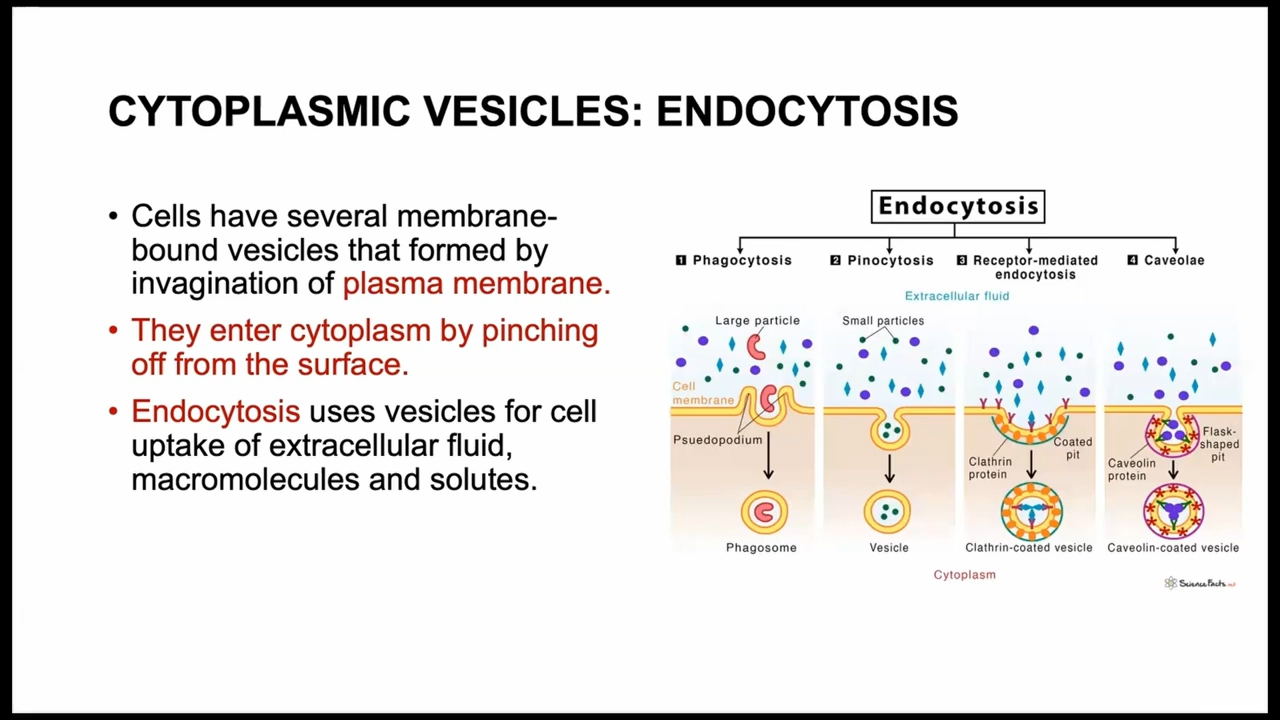 CYTOPLASMIC VESICLES: ENDOCYTOSIS
• Cells have several membrane-
bound vesicles that formed by
invagination of plasma membrane.
• They enter cytoplasm by pinching
off from the surface.
• Endocytosis uses vesicles for cell
uptake of extracellular fluid,
macromolecules and solutes.
Endocytosis
1 Phagocytosis
2 Pinocytosis
3 Receptor-mediated
endocytosis
4 Caveolae
Extracellular fluid
Large particle
Cell
membrane
Psuedopodium
Phagosome
Small particles
Vesicle
Clathrin
protein
Coated
pit
Clathrin-coated vesicle
Caveolin
protein
Flask-
shaped
pit
Caveolin-coated vesicle
Cytoplasm
ScienceFacts.net